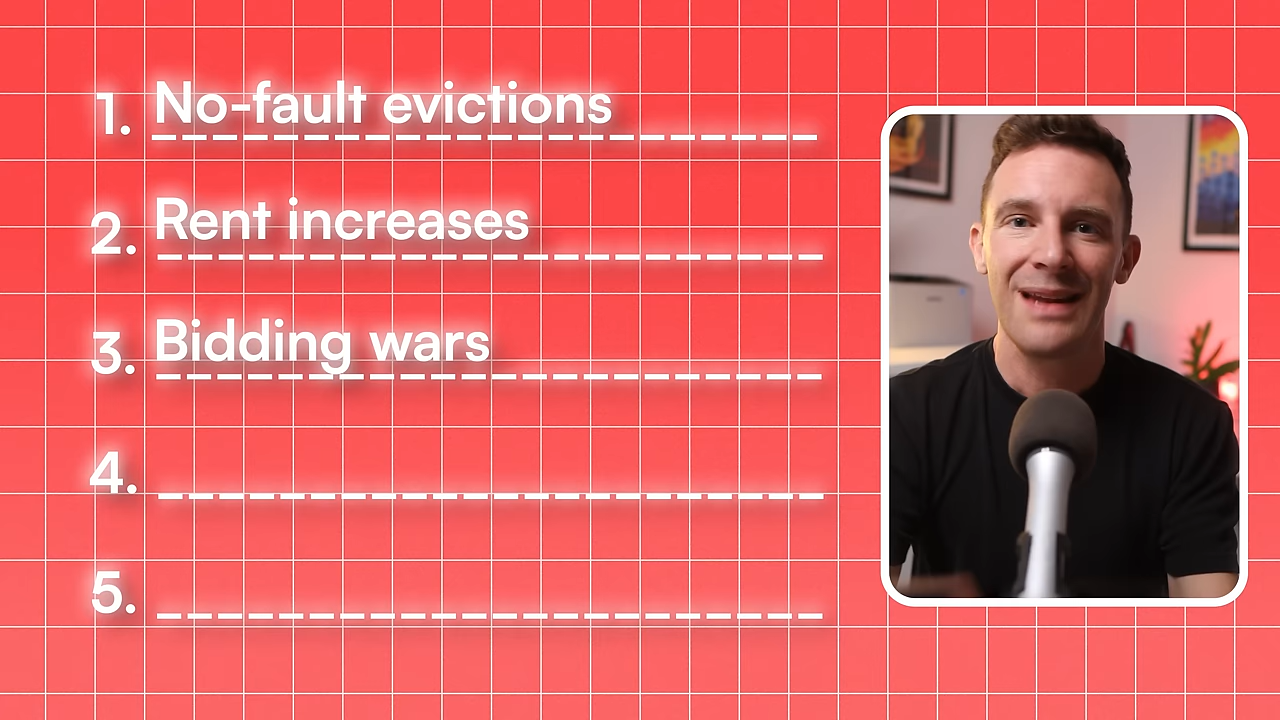 1. No-fault evictions
2. Rent increases
3. Bidding wars
4.
5.